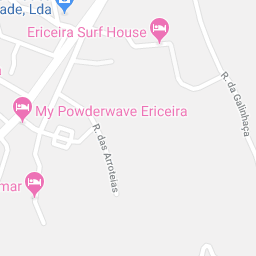 ade, Lda
Ericeira Surf House
R. da Galinhaça
My Powderwave Ericeira
R. das Arroteias
mar